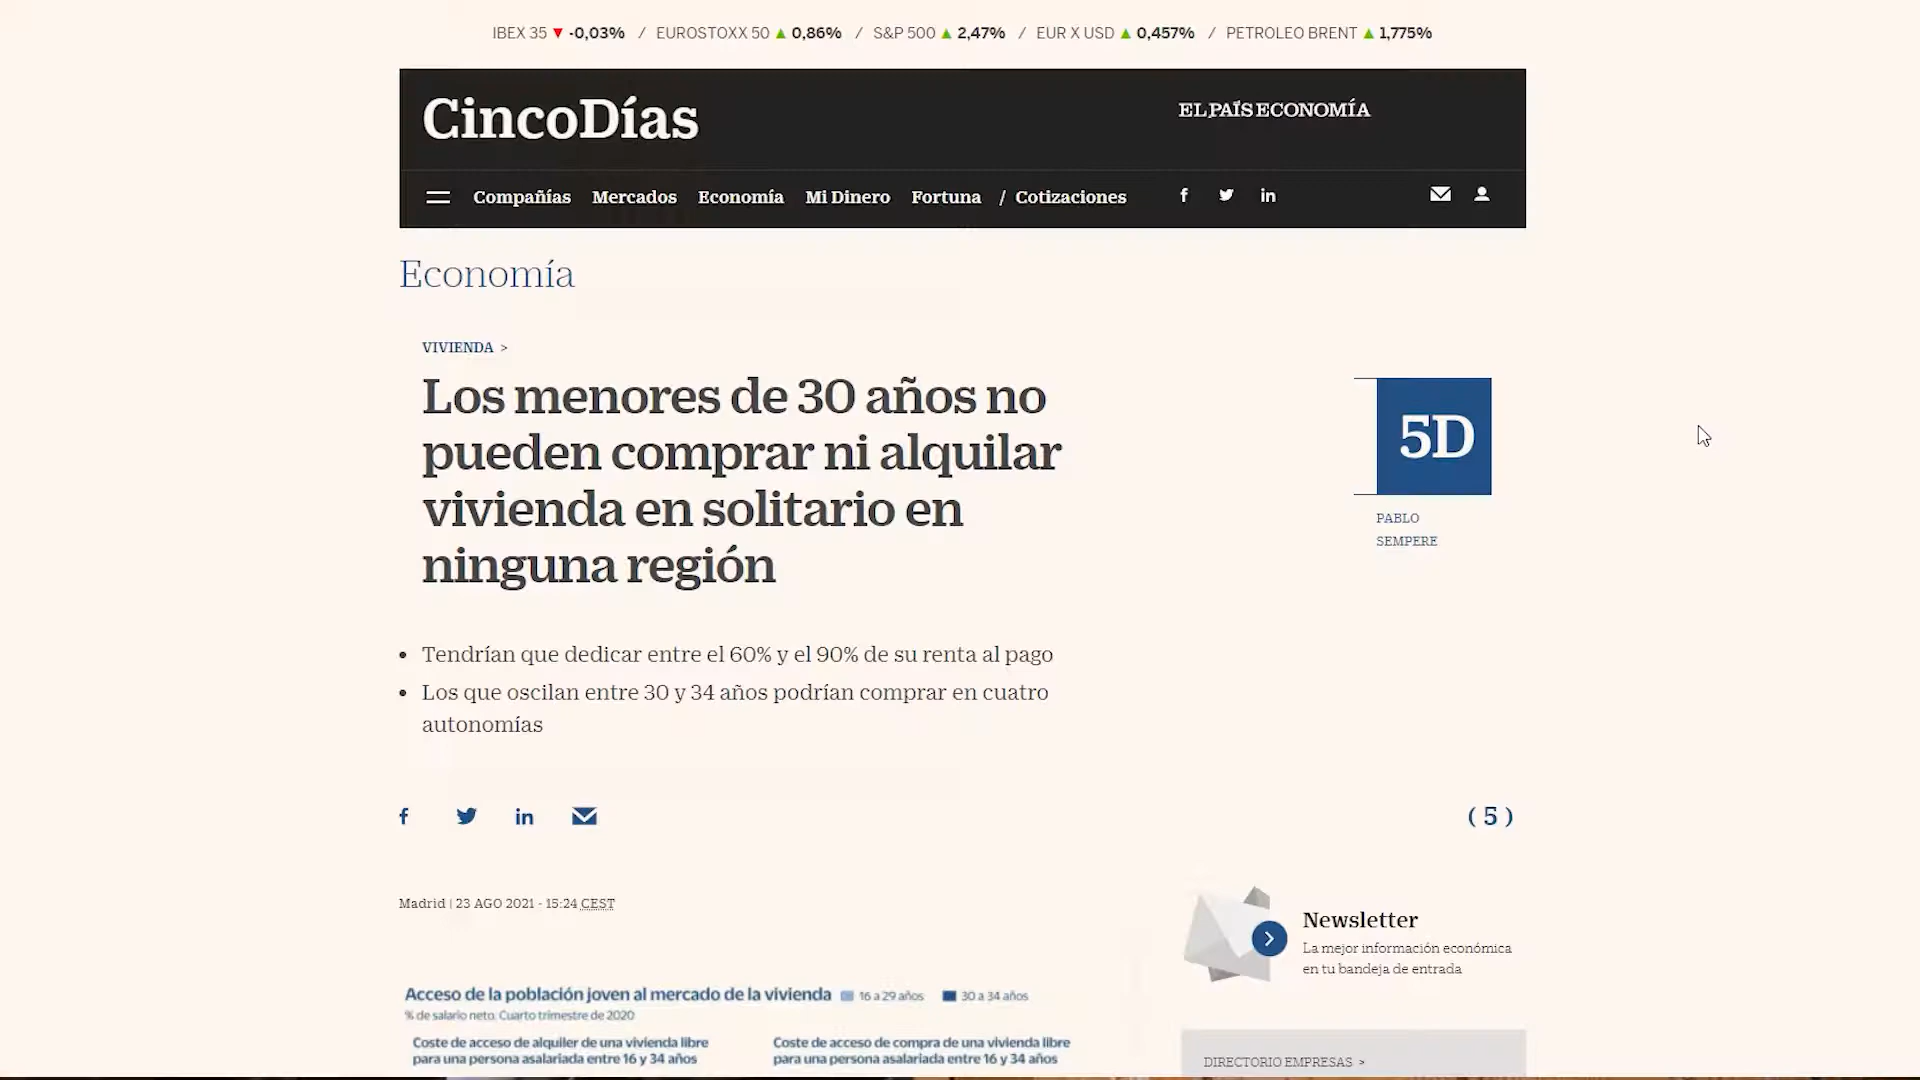 IBEX 35 ▼ -0,03% / EUROSTOXX 50 ▲ 0,86% / S&P 500 ▲ 2,47% / EUR X USD ▲ 0,457% / PETROLEO BRENT ▲ 1,775%
CincoDías
EL PAÍS ECONOMÍA
Compañías Mercados Economía Mi Dinero Fortuna / Cotizaciones
Economía
VIVIENDA >
Los menores de 30 años no
pueden comprar ni alquilar
vivienda en solitario en
ninguna región
5D
PABLO
SEMPERE
• Tendrían que dedicar entre el 60% y el 90% de su renta al pago
• Los que oscilan entre 30 y 34 años podrían comprar en cuatro
autonomías
( 5 )
Madrid | 23 AGO 2021 - 15:24 CEST
Newsletter
La mejor información económica
en tu bandeja de entrada
Acceso de la población joven al mercado de la vivienda 16 a 29 años 30 a 34 años
% de salario neto. Cuarto trimestre de 2020
Coste de acceso de alquiler de una vivienda libre
para una persona asalariada entre 16 y 34 años
Coste de acceso de compra de una vivienda libre
para una persona asalariada entre 16 y 34 años
DIRECTORIO EMPRESAS >